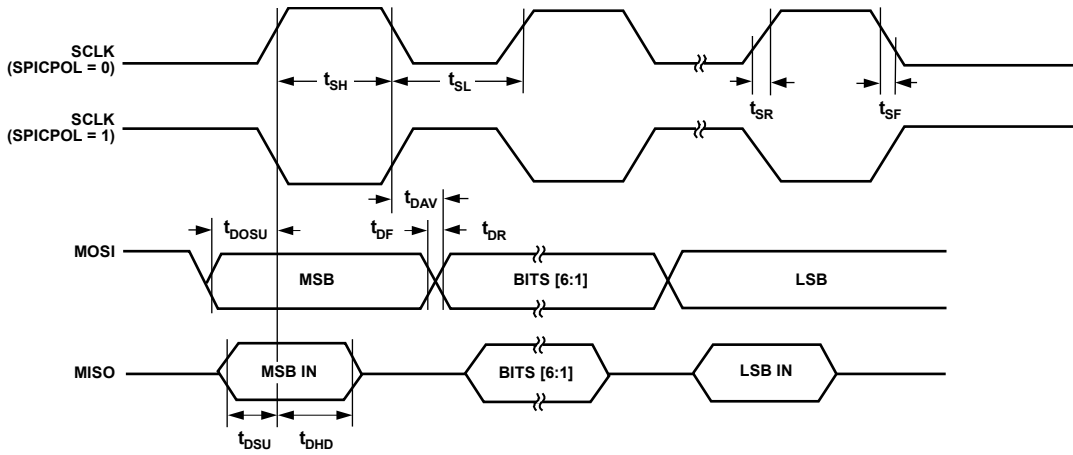 SCLK
(SPICPOL = 0)
tSH
tSL
tSR
tSF
SCLK
(SPICPOL = 1)
tDAV
tDOSU
tDF
tDR
MOSI
MSB
BITS [6:1]
LSB
MISO
MSB IN
BITS [6:1]
LSB IN
tDSU
tDHD